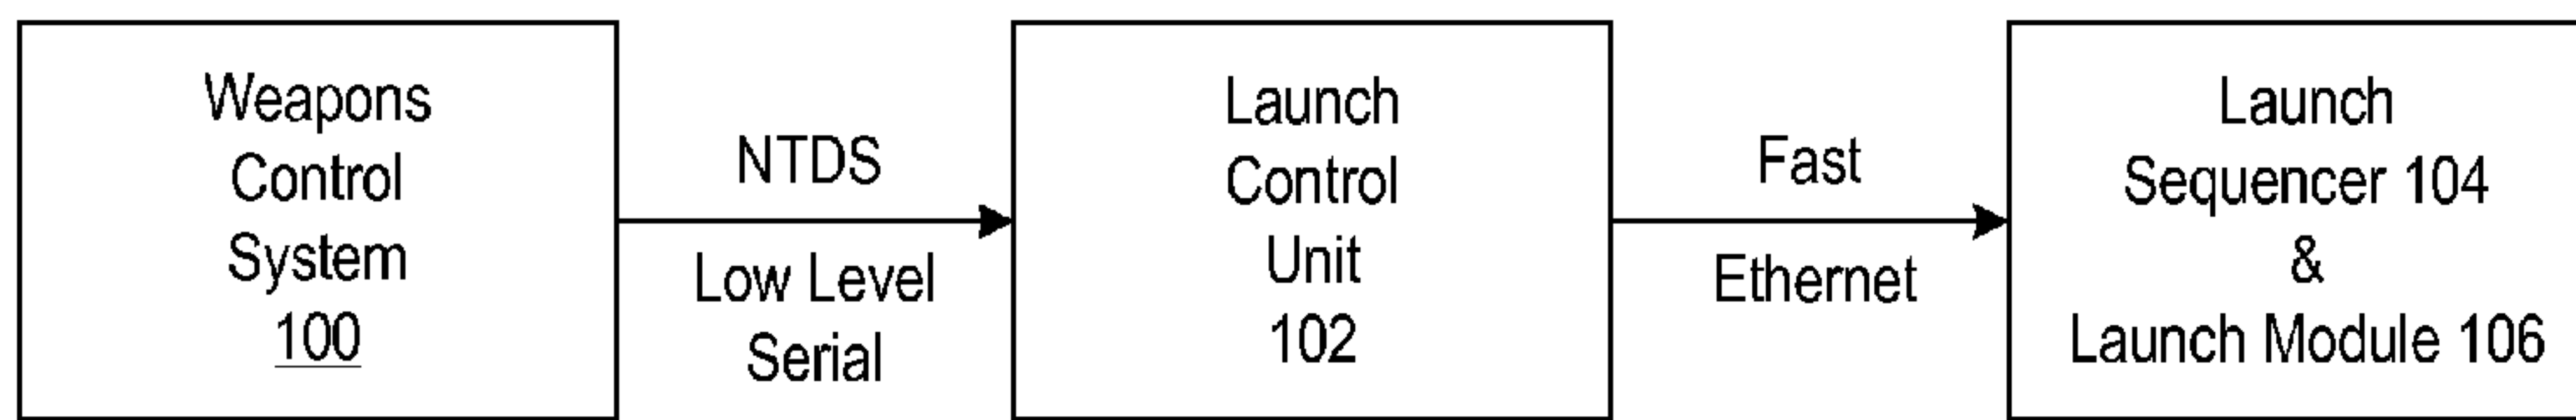 Weapons
Control
System
100
NTDS
Low Level
Serial
Launch
Control
Unit
102
Fast
Ethernet
Launch
Sequencer 104
&
Launch Module 106